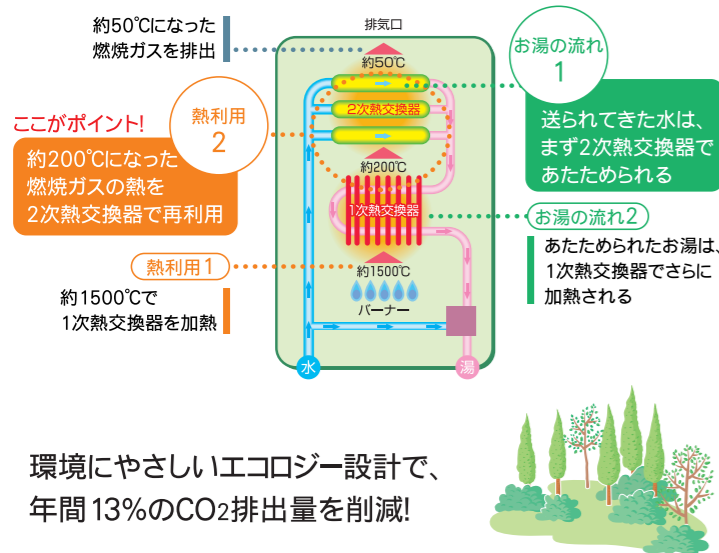 約50℃になった
燃焼ガスを排出
排気口
約50℃
お湯の流れ
1
送られてきた水は、
まず2次熱交換器で
あたためられる
ここがポイント!
熱利用
2
約200℃になった
燃焼ガスの熱を
2次熱交換器で再利用
2次熱交換器
約200℃
1次熱交換器
お湯の流れ2
あたためられたお湯は、
1次熱交換器でさらに
加熱される
熱利用1
約1500℃で
1次熱交換器を加熱
約1500℃
バーナー
水
湯
環境にやさしいエコロジー設計で、
年間13%のCO2排出量を削減!